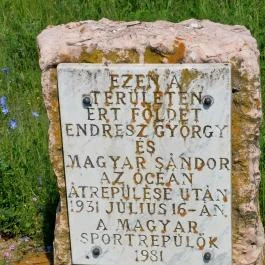 EZEN A
TERÜLETEN
ÉRT FÖLDET
ENDRESZ GYÖRGY
ÉS
MAGYAR SÁNDOR
AZ OCEÁN
ÁTREPÜLÉSE UTÁN
1931 JÚLIUS 16-ÁN.
A MAGYAR
SPORTREPÜLŐK
1981